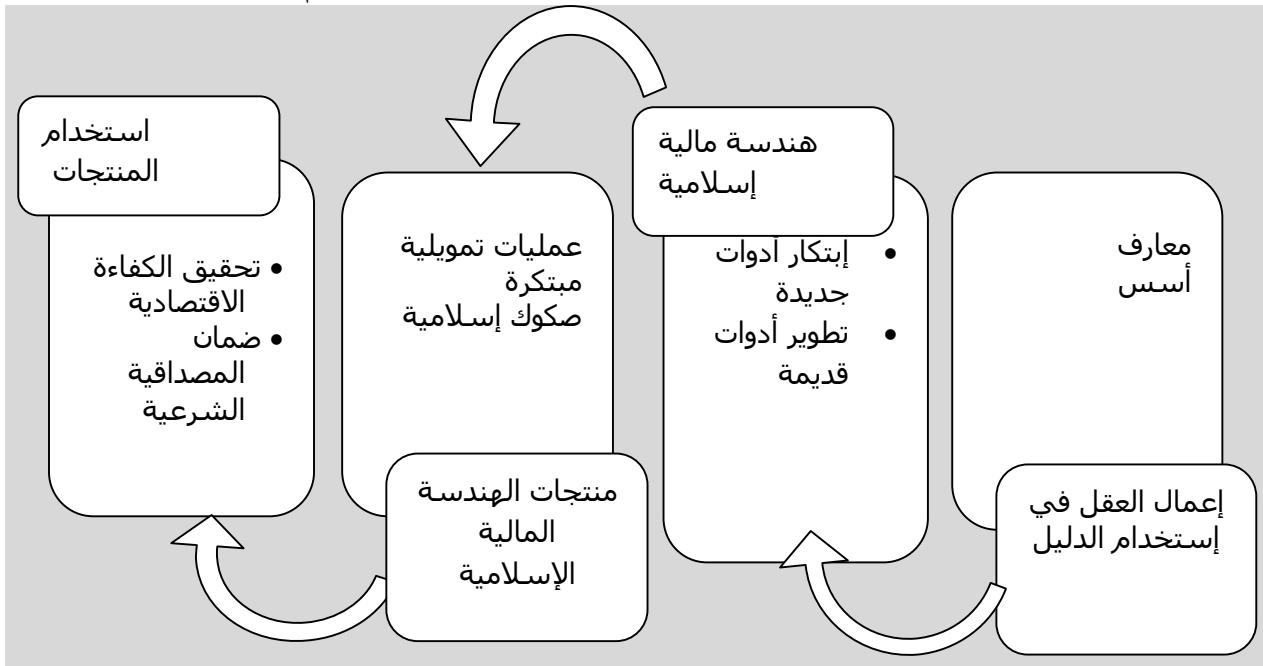 معارف
أسس
إعمال العقل في
إستخدام الدليل
هندسة مالية
إسلامية
• إبتكار أدوات
جديدة
• تطوير أدوات
قديمة
عمليات تمويلية
مبتكرة
صكوك إسلامية
منتجات الهندسة
المالية
الإسلامية
استخدام
المنتجات
• تحقيق الكفاءة
الاقتصادية
• ضمان
المصداقية
الشرعية